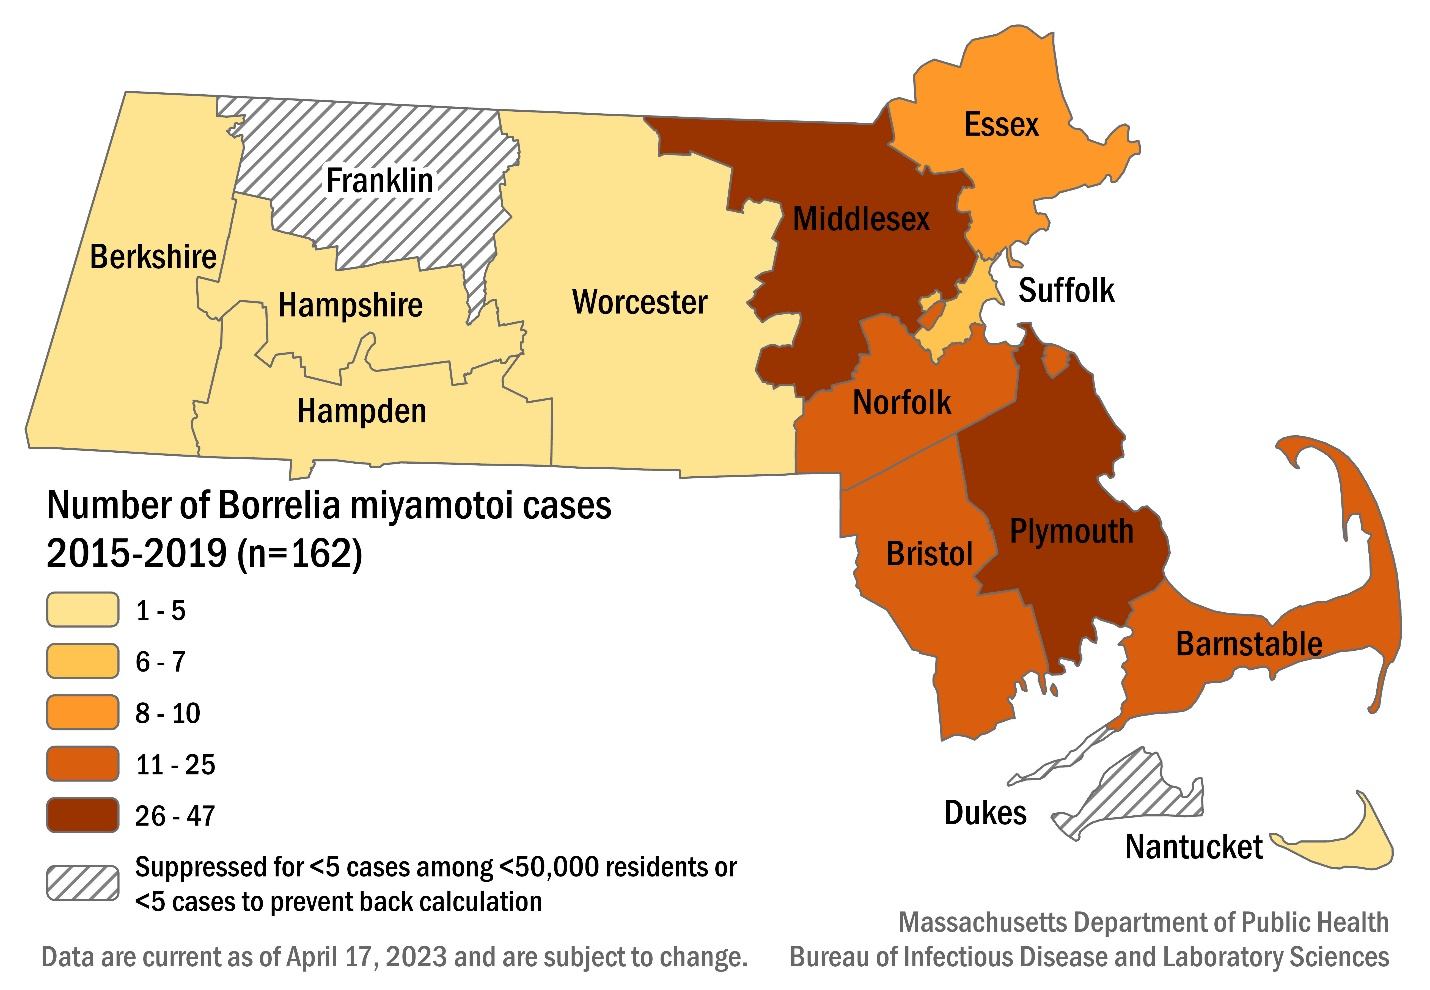 Essex
Franklin
Middlesex
Berkshire
Suffolk
Hampshire
Worcester
Norfolk
Hampden
Number of Borrelia miyamotoi cases
2015-2019 (n=162)
Plymouth
Bristol
1 - 5
Barnstable
6 - 7
8 - 10
11 - 25
Dukes
26 - 47
Nantucket
Suppressed for <5 cases among <50,000 residents or
<5 cases to prevent back calculation
Massachusetts Department of Public Health
Data are current as of April 17, 2023 and are subject to change.
Bureau of Infectious Disease and Laboratory Sciences